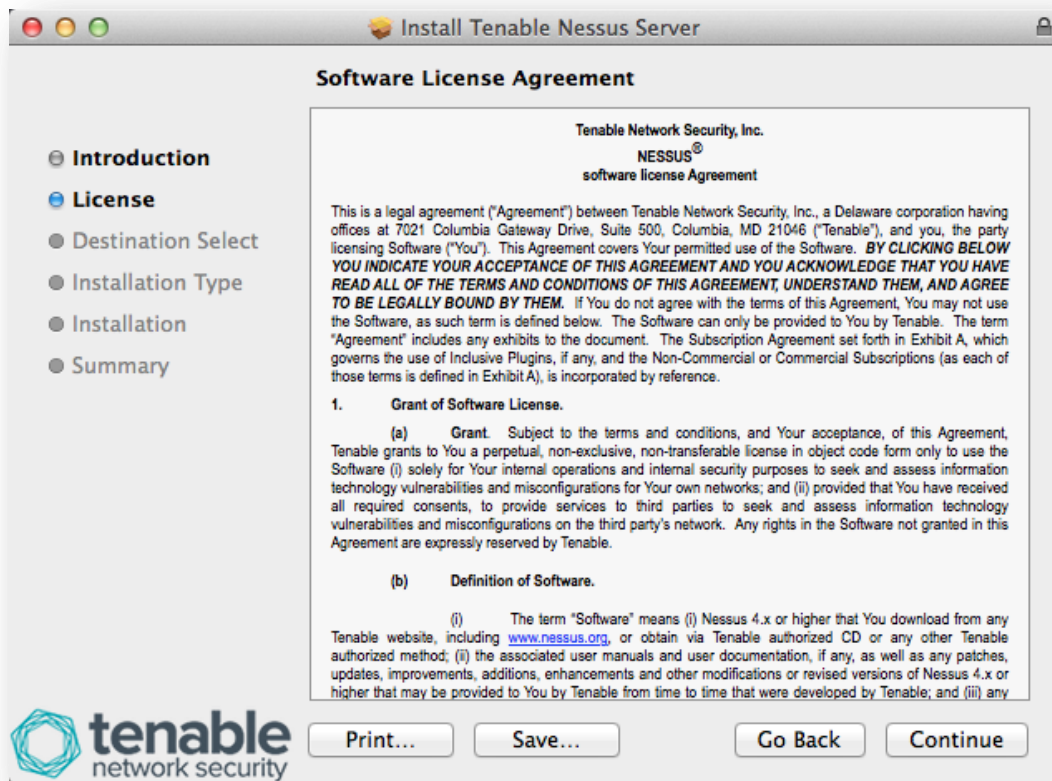 Install Tenable Nessus Server
Software License Agreement
Introduction
License
Destination Select
Installation Type
Installation
Summary
Tenable Network Security, Inc.
NESSUS®
software license Agreement
This is a legal agreement (“Agreement”) between Tenable Network Security, Inc., a Delaware corporation having
offices at 7021 Columbia Gateway Drive, Suite 500, Columbia, MD 21046 (“Tenable”), and you, the party
licensing Software (“You”). This Agreement covers Your permitted use of the Software. BY CLICKING BELOW
YOU INDICATE YOUR ACCEPTANCE OF THIS AGREEMENT AND YOU ACKNOWLEDGE THAT YOU HAVE
READ ALL OF THE TERMS AND CONDITIONS OF THIS AGREEMENT, UNDERSTAND THEM, AND AGREE
TO BE LEGALLY BOUND BY THEM. If You do not agree with the terms of this Agreement, You may not use
the Software, as such term is defined below. The Software can only be provided to You by Tenable. The term
“Agreement” includes any exhibits to the document. The Subscription Agreement set forth in Exhibit A, which
governs the use of Inclusive Plugins, if any, and the Non-Commercial or Commercial Subscriptions (as each of
those terms is defined in Exhibit A), is incorporated by reference.
1. Grant of Software License.
(a) Grant. Subject to the terms and conditions, and Your acceptance, of this Agreement,
Tenable grants to You a perpetual, non-exclusive, non-transferable license in object code form only to use the
Software (i) solely for Your internal operations and internal security purposes to seek and assess information
technology vulnerabilities and misconfigurations for Your own networks; and (ii) provided that You have received
all required consents, to provide services to third parties to seek and assess information technology
vulnerabilities and misconfigurations on the third party's network. Any rights in the Software not granted in this
Agreement are expressly reserved by Tenable.
(b) Definition of Software.
(i) The term “Software” means (i) Nessus 4.x or higher that You download from any
Tenable website, including www.nessus.org, or obtain via Tenable authorized CD or any other Tenable
authorized method; (ii) the associated user manuals and user documentation, if any, as well as any patches,
updates, improvements, additions, enhancements and other modifications or revised versions of Nessus 4.x or
higher that may be provided to You by Tenable from time to time that were developed by Tenable; and (iii) any
tenable
network security
Print...
Save...
Go Back
Continue